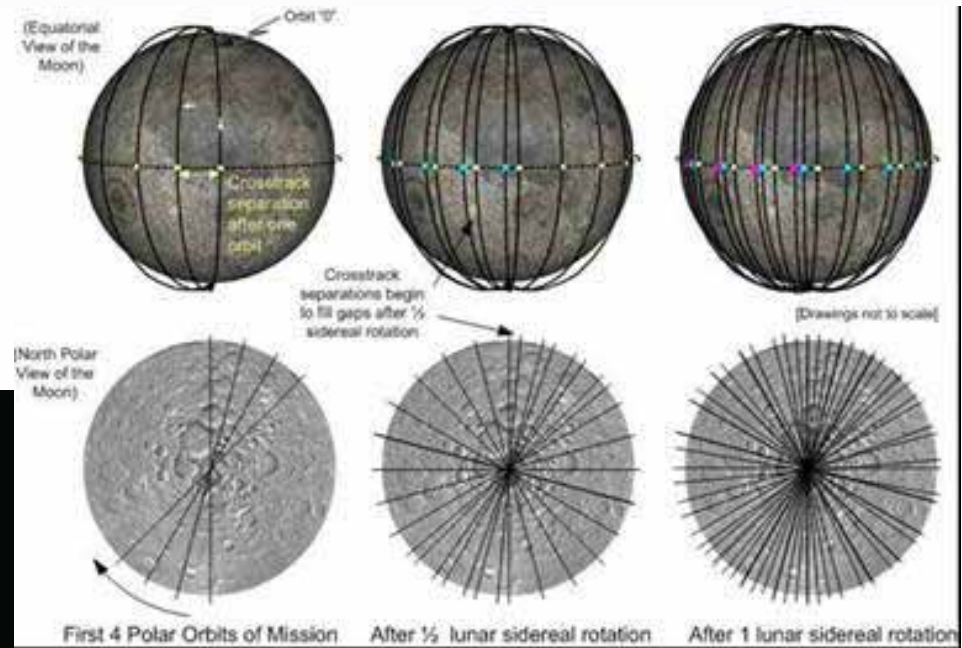 (Equatorial
View of the
Moon)
Orbit "0"
Crosstrack
separation
after one
orbit
Crosstrack
separations begin
to fill gaps after ½
sidereal rotation
[Drawings not to scale]
(North Polar
View of the
Moon)
First 4 Polar Orbits of Mission
After ½ lunar sidereal rotation
After 1 lunar sidereal rotation